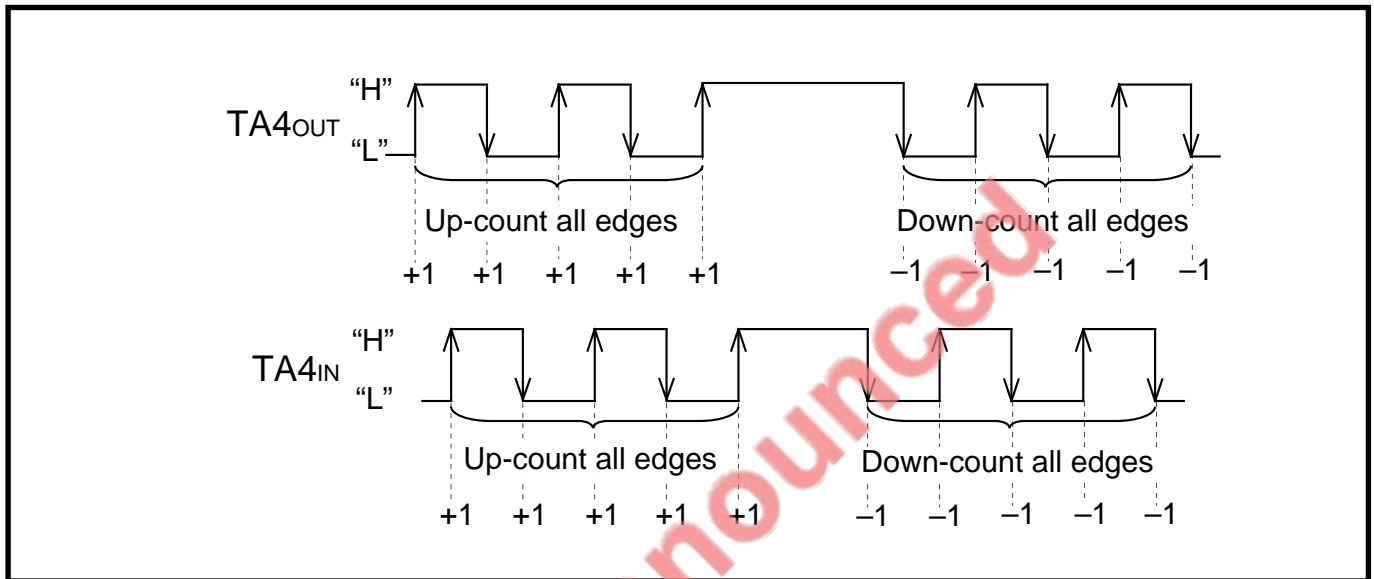 “H”
TA4OUT
“L”
Up-count all edges Down-count all edges
+1 +1 +1 +1 +1 –1 –1 –1 –1 –1
“H”
TA4IN
“L”
Up-count all edges Down-count all edges
+1 +1 +1 +1 +1 –1 –1 –1 –1 –1
nounced